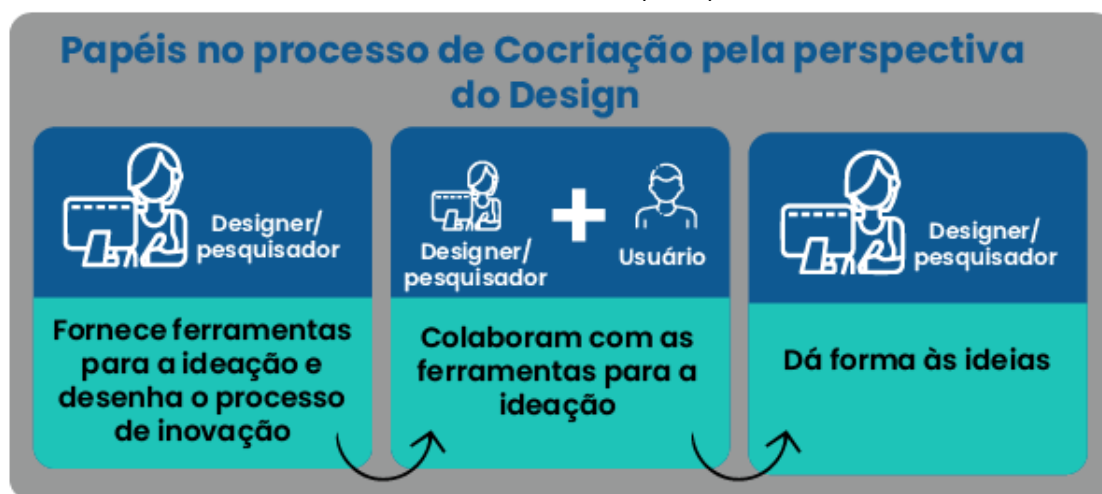 Papéis no processo de Cocriação pela perspectiva
do Design
Designer/
pesquisador
Fornece ferramentas
para a ideação e
desenha o processo
de inovação
Designer/
pesquisador
Usuário
Colaboram com as
ferramentas para a
ideação
Designer/
pesquisador
Dá forma às ideias